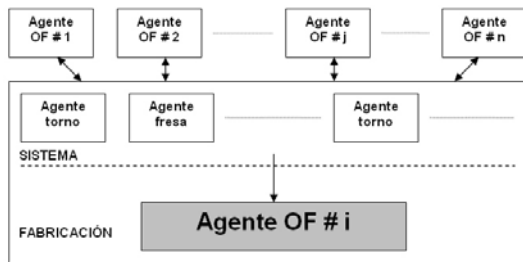 Agente OF # 1
Agente OF # 2
Agente OF # j
Agente OF # n
Agente torno
Agente fresa
Agente torno
SISTEMA
FABRICACIÓN
Agente OF # i